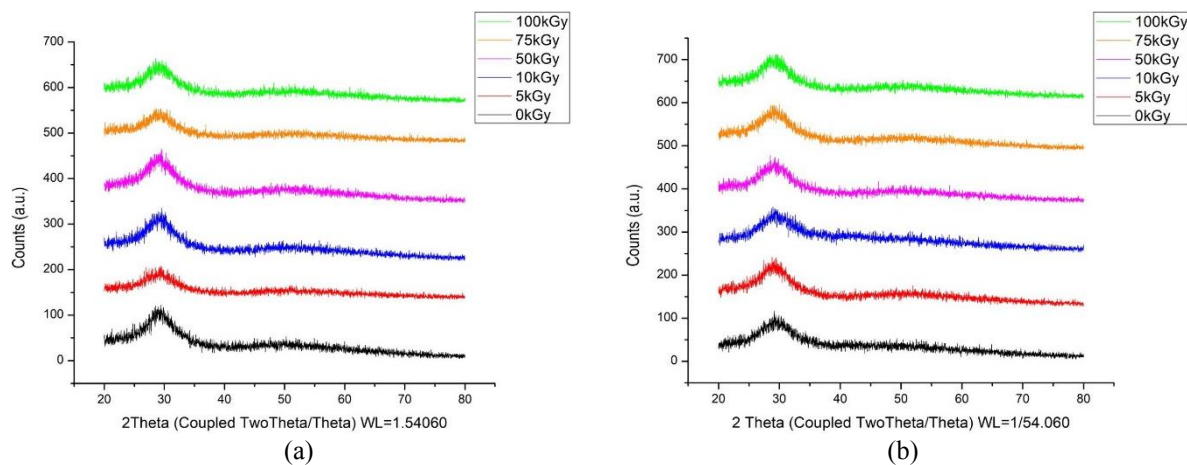 100kGy
75kGy
50kGy
10kGy
5kGy
0kGy
700
600
500
400
300
200
100
0
Counts (a.u.)
20 30 40 50 60 70 80
2Theta (Coupled TwoTheta/Theta) WL=1.54060
(a)
100kGy
75kGy
50kGy
10kGy
5kGy
0kGy
700
600
500
400
300
200
100
0
Counts (a.u.)
20 30 40 50 60 70 80
2 Theta (Coupled TwoTheta/Theta) WL=1/54.060
(b)